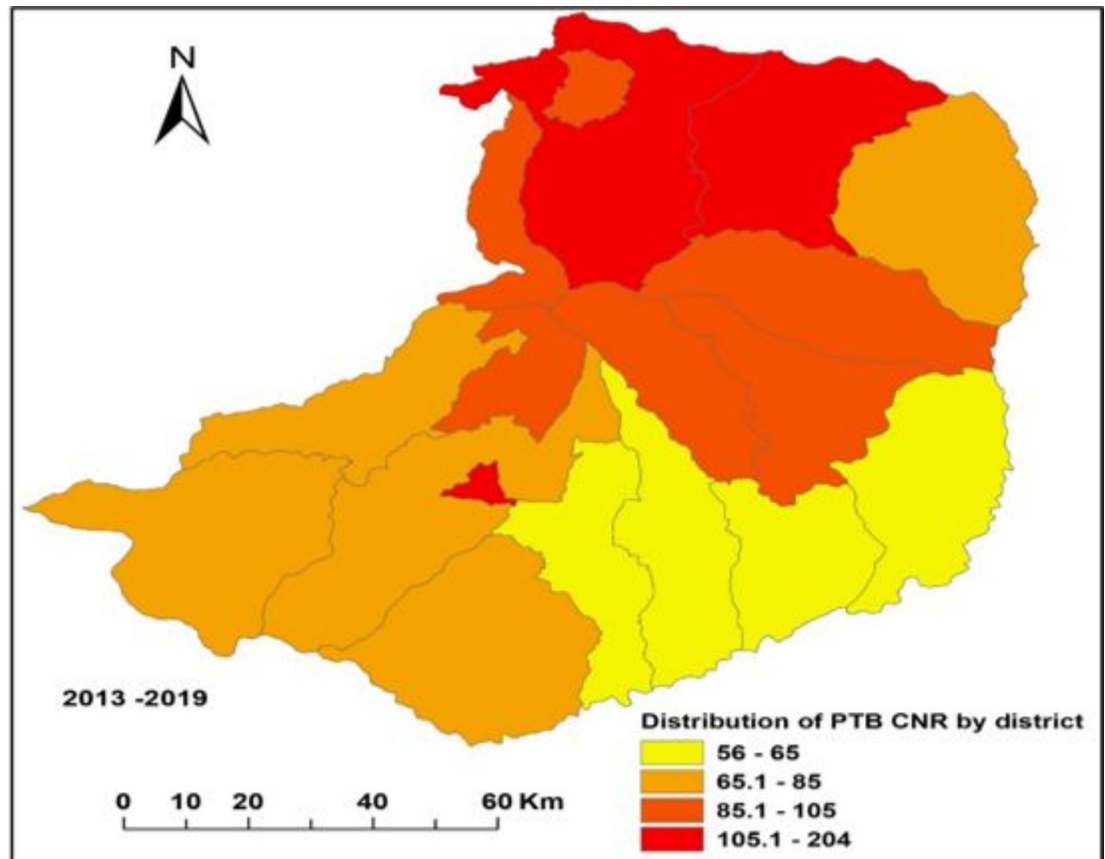 N
2013 -2019
Distribution of PTB CNR by district
56 - 65
65.1 - 85
85.1 - 105
105.1 - 204
0 10 20 40 60 Km